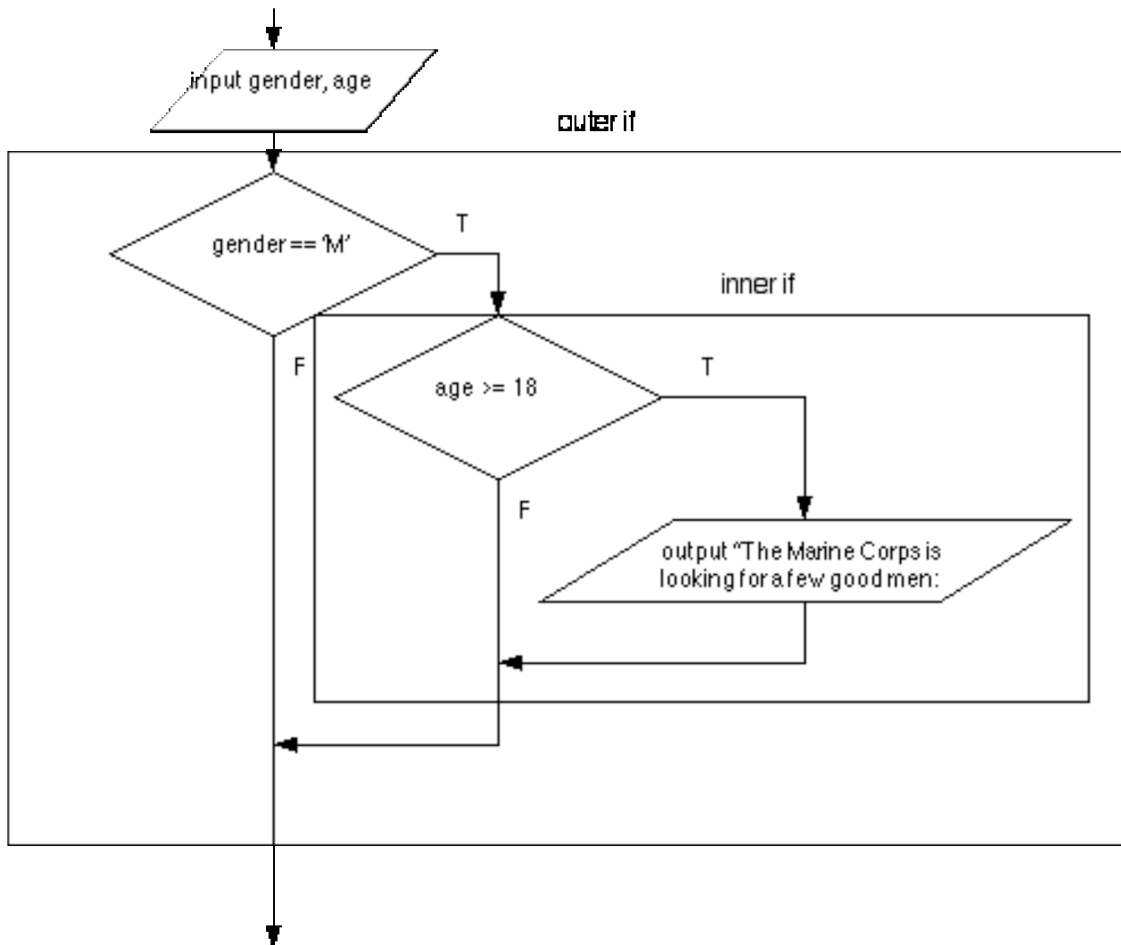 input gender, age
outer if
gender == ‘M’
T
inner if
F
age >= 18
T
F
output “The Marine Corps is
looking for a few good men: